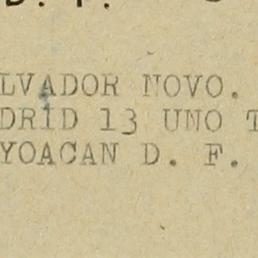 LVADOR NOVO.
DRID 13 UNO T
YOACAN D. F.